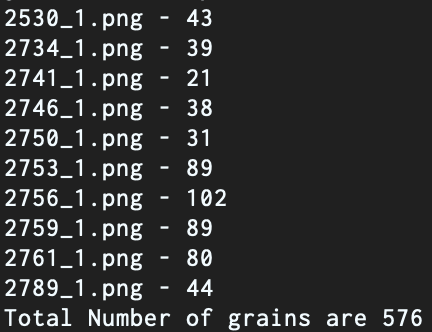 2530_1.png - 43
2734_1.png - 39
2741_1.png - 21
2746_1.png - 38
2750_1.png - 31
2753_1.png - 89
2756_1.png - 102
2759_1.png - 89
2761_1.png - 80
2789_1.png - 44
Total Number of grains are 576